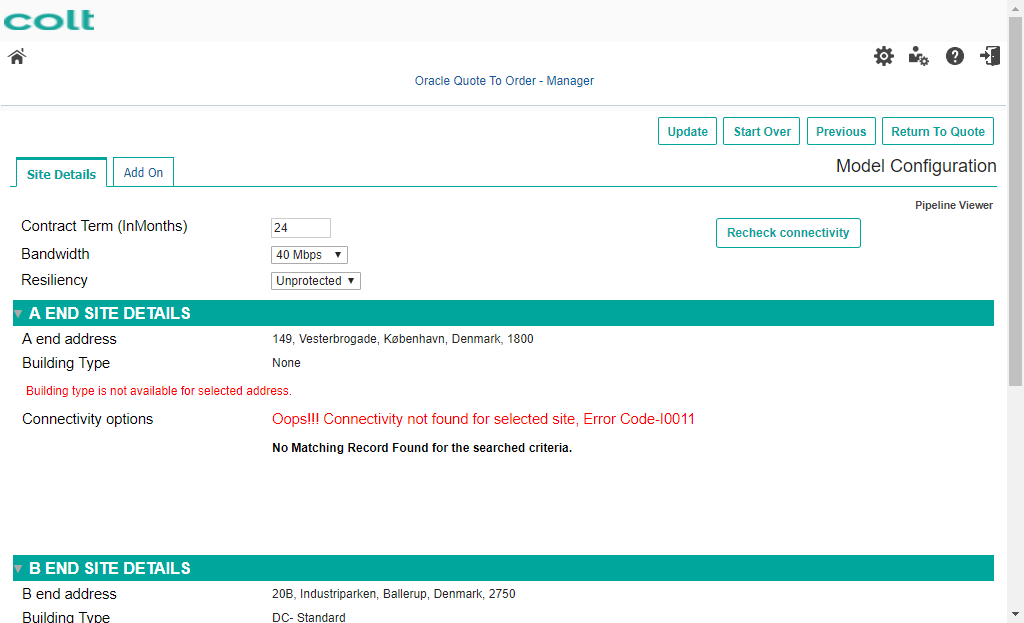 colt
Oracle Quote To Order - Manager
Update Start Over Previous Return To Quote
Site Details Add On
Model Configuration
Pipeline Viewer
Contract Term (InMonths) 24
Recheck connectivity
Bandwidth 40 Mbps
Resiliency Unprotected
A END SITE DETAILS
A end address 149, Vesterbrogade, København, Denmark, 1800
Building Type None
Building type is not available for selected address.
Connectivity options Oops!!! Connectivity not found for selected site, Error Code-I0011
No Matching Record Found for the searched criteria.
B END SITE DETAILS
B end address 20B, Industriparken, Ballerup, Denmark, 2750
Building Type DC- Standard